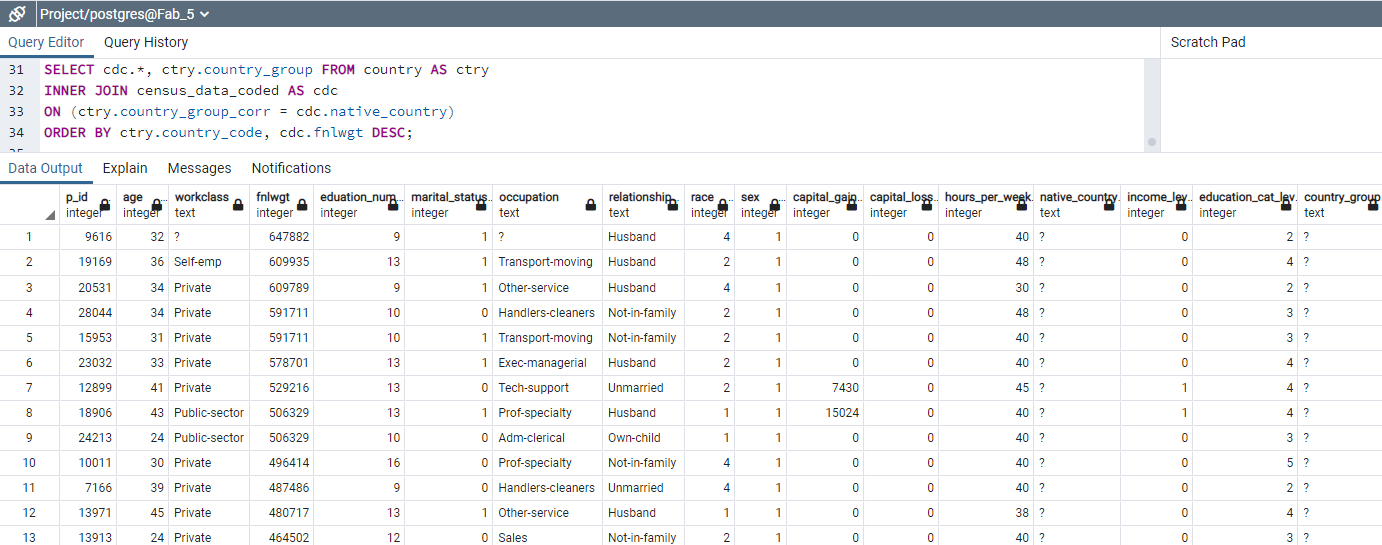 Project/postgres@Fab_5
Query Editor Query History Scratch Pad
31 SELECT cdc.*, ctry.country_group FROM country AS ctry
32 INNER JOIN census_data_coded AS cdc
33 ON (ctry.country_group_corr = cdc.native_country)
34 ORDER BY ctry.country_code, cdc.fnlwgt DESC;
Data Output Explain Messages Notifications
p_id age workclass fnlwgt eduation_num... marital_status... occupation relationship... race sex capital_gain... capital_loss... hours_per_week... native_country... income_lev... education_cat_lev... country_group
integer integer text integer integer integer text text integer integer integer integer integer text integer integer text
1 9616 32 ? 647882 9 1 ? Husband 4 1 0 0 40 ? 0 2 ?
2 19169 36 Self-emp 609935 13 1 Transport-moving Husband 2 1 0 0 48 ? 0 4 ?
3 20531 34 Private 609789 9 1 Other-service Husband 4 1 0 0 30 ? 0 2 ?
4 28044 34 Private 591711 10 0 Handlers-cleaners Not-in-family 2 1 0 0 48 ? 0 3 ?
5 15953 31 Private 591711 10 1 Transport-moving Not-in-family 2 1 0 0 40 ? 0 3 ?
6 23032 33 Private 578701 13 1 Exec-managerial Husband 2 1 0 0 40 ? 0 4 ?
7 12899 41 Private 529216 13 0 Tech-support Unmarried 2 1 7430 0 45 ? 1 4 ?
8 18906 43 Public-sector 506329 13 1 Prof-specialty Husband 1 1 15024 0 40 ? 1 4 ?
9 24213 24 Public-sector 506329 10 0 Adm-clerical Own-child 1 1 0 0 40 ? 0 3 ?
10 10011 30 Private 496414 16 0 Prof-specialty Not-in-family 4 1 0 0 40 ? 0 5 ?
11 7166 39 Private 487486 9 0 Handlers-cleaners Unmarried 4 1 0 0 40 ? 0 2 ?
12 13971 45 Private 480717 13 1 Other-service Husband 1 1 0 0 38 ? 0 4 ?
13 13913 24 Private 464502 12 0 Sales Not-in-family 2 1 0 0 40 ? 0 3 ?